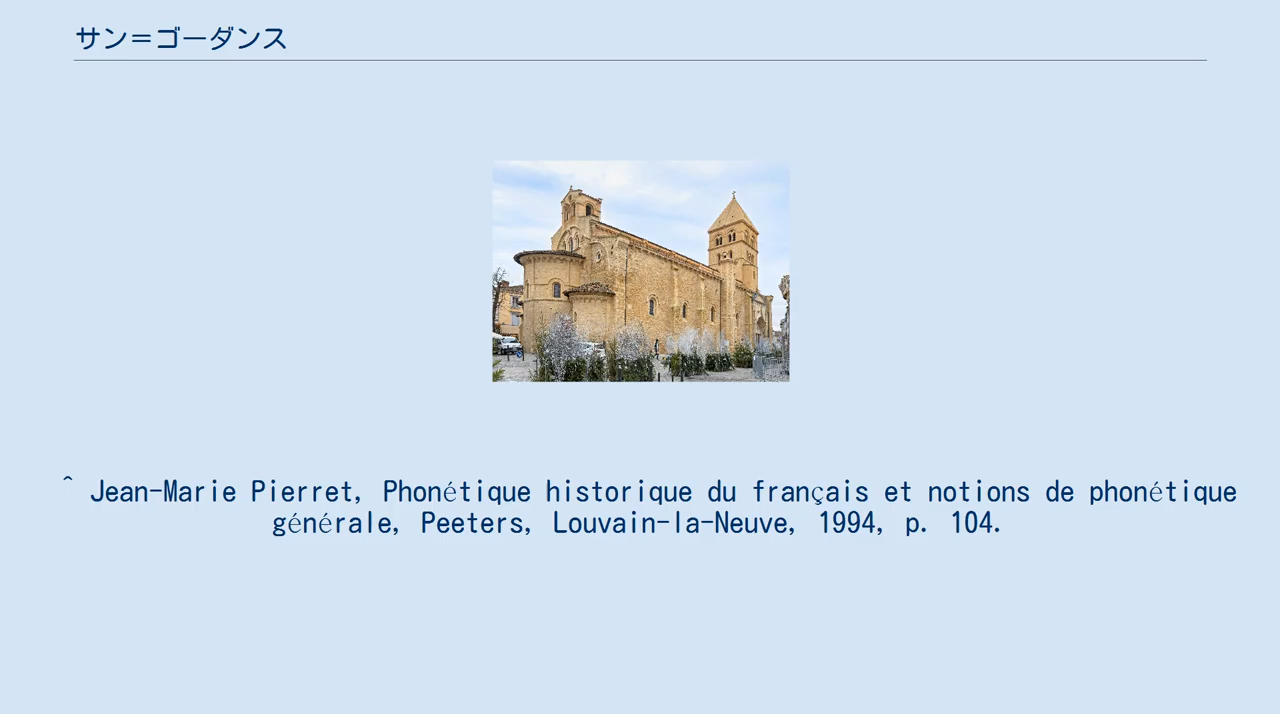 サン＝ゴーダンス
^ Jean-Marie Pierret, Phonétique historique du français et notions de phonétique
générale, Peeters, Louvain-la-Neuve, 1994, p. 104.